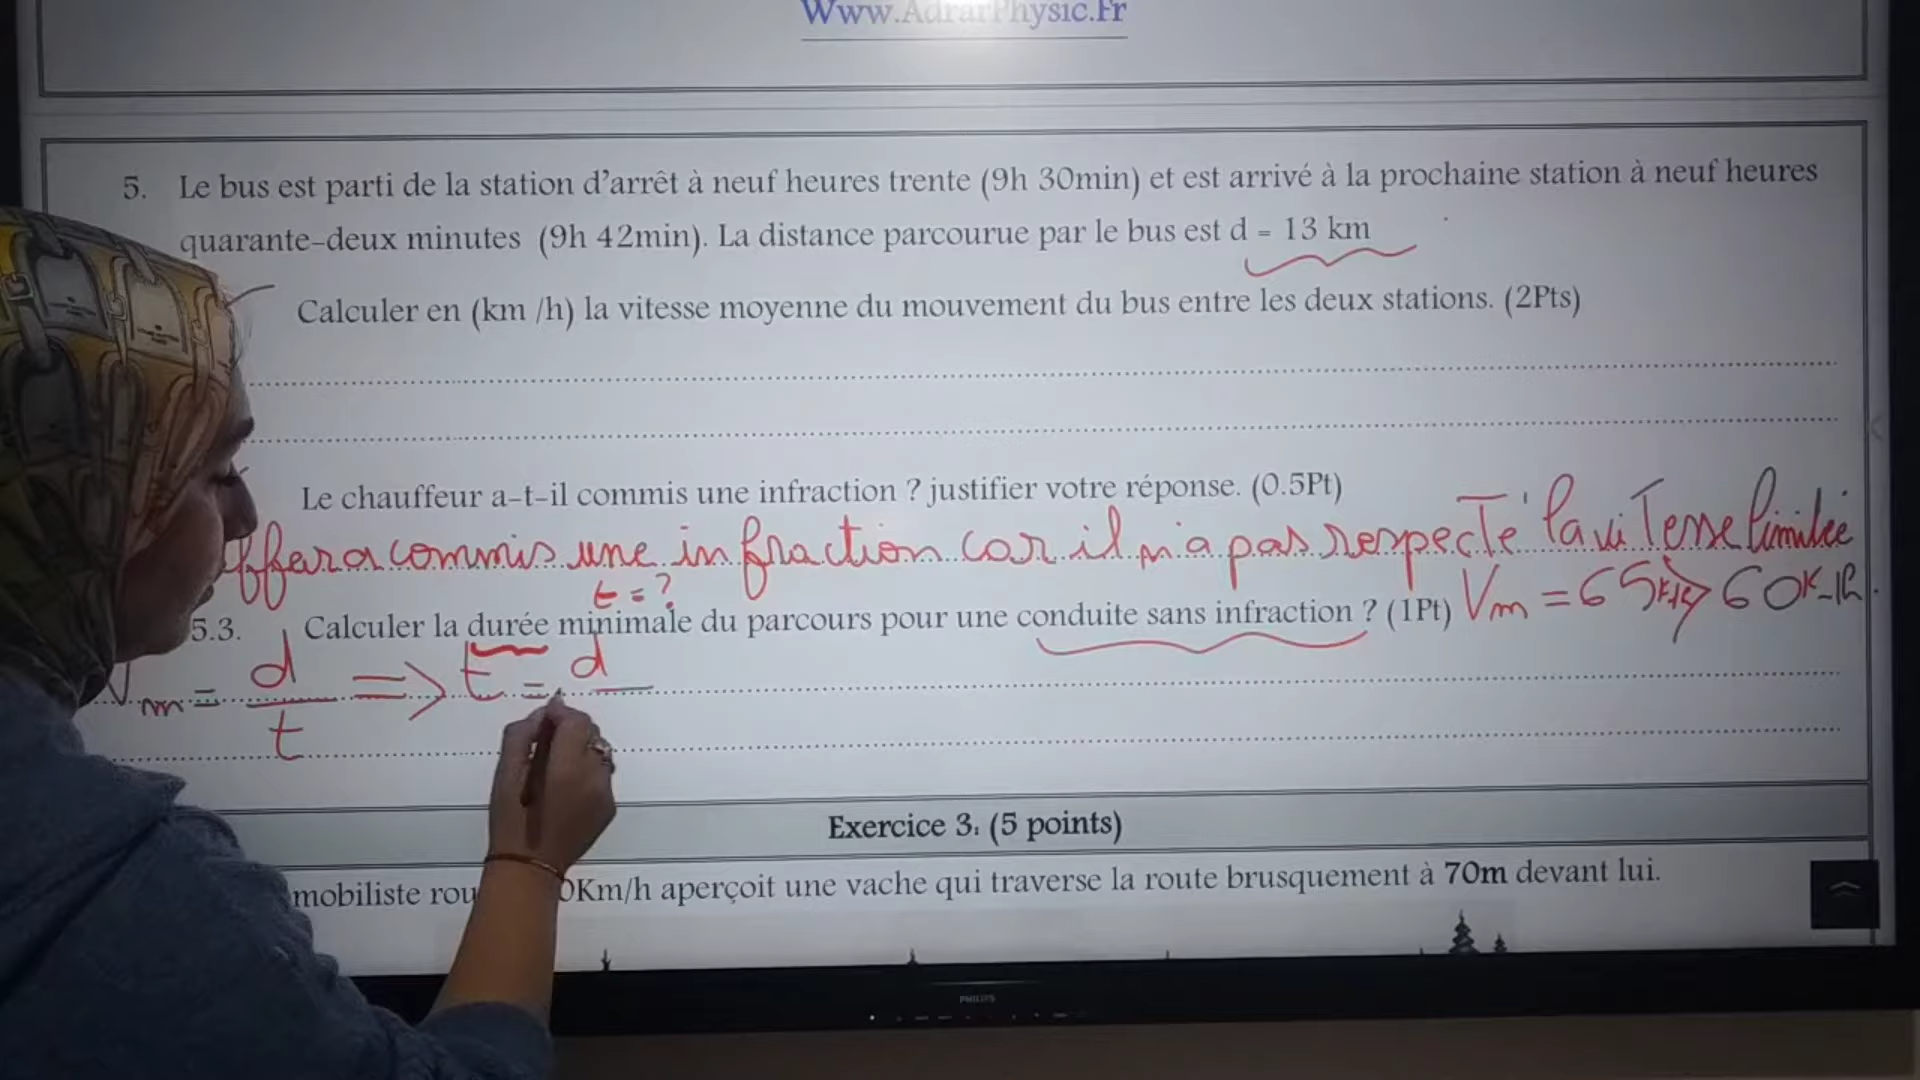 Www.AdrarPhysic.Fr
5. Le bus est parti de la station d’arrêt à neuf heures trente (9h 30min) et est arrivé à la prochaine station à neuf heures
quarante-deux minutes (9h 42min). La distance parcourue par le bus est d = 13 km
Calculer en (km /h) la vitesse moyenne du mouvement du bus entre les deux stations. (2Pts)
Le chauffeur a-t-il commis une infraction ? justifier votre réponse. (0.5Pt)
commis une infraction car il n'a pas respecté la vitesse limitée
t = ?
Vm = 65 > 60
5.3. Calculer la durée minimale du parcours pour une conduite sans infraction ? (1Pt)
Vm = d/t ⇒ t = d
Exercice 3: (5 points)
mobiliste Km/h aperçoit une vache qui traverse la route brusquement à 70m devant lui.
PHILIPS